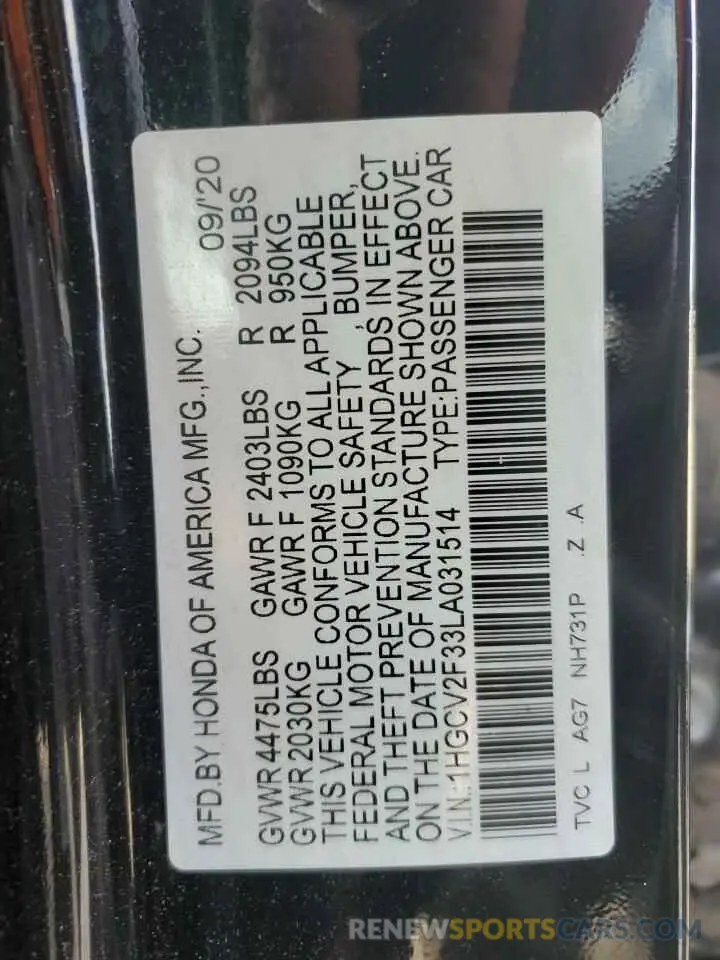 MFD.BY HONDA OF AMERICA MFG.,INC. 09/'20
GVWR 4475LBS GAWR F 2403LBS R 2094LBS
GVWR 2030KG GAWR F 1090KG R 950KG
THIS VEHICLE CONFORMS TO ALL APPLICABLE
FEDERAL MOTOR VEHICLE SAFETY , BUMPER,
AND THEFT PREVENTION STANDARDS IN EFFECT
ON THE DATE OF MANUFACTURE SHOWN ABOVE.
V.I.N.:1HGCV2F33LA031514 TYPE:PASSENGER CAR
TVC L AG7 NH731P .Z .A
RENEWSPORTSCARS.COM